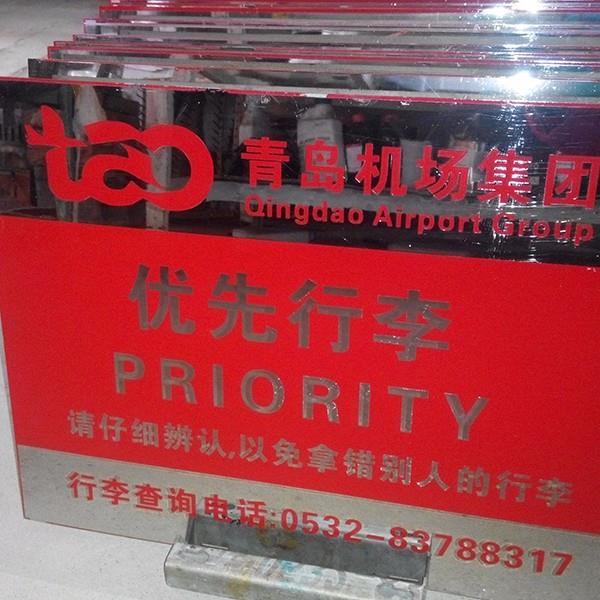 tao
青岛机场集团
Qingdao Airport Group
优先行李
PRIORITY
请仔细辨认,以免拿错别人的行李
行李查询电话:0532-83788317